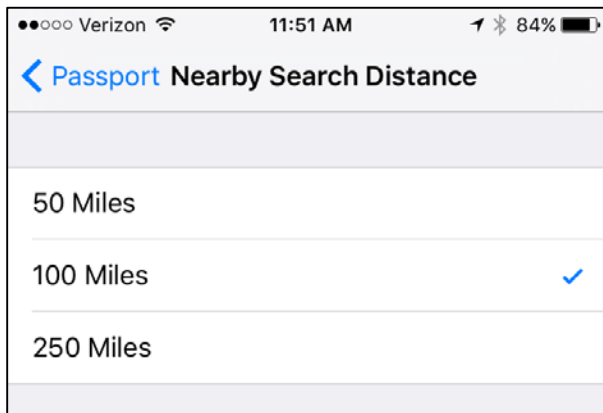 Verizon 11:51 AM 84%
Passport Nearby Search Distance
50 Miles
100 Miles
250 Miles